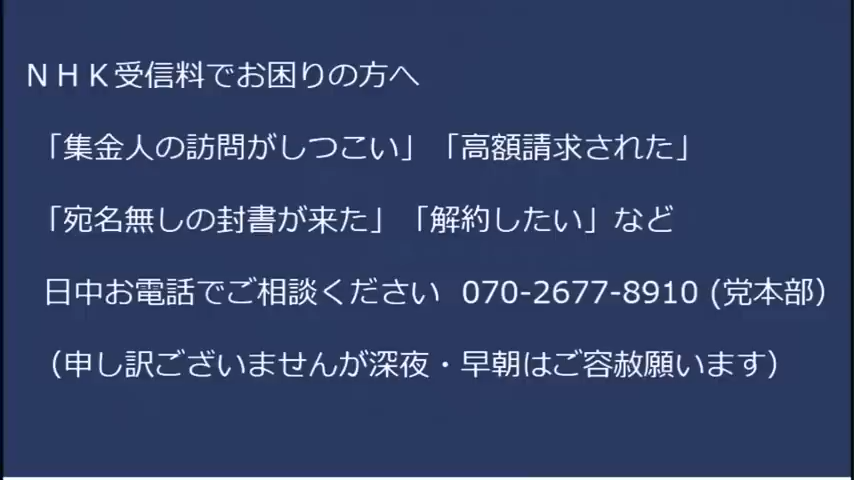 ＮＨＫ受信料でお困りの方へ
「集金人の訪問がしつこい」「高額請求された」
「宛名無しの封書が来た」「解約したい」など
日中お電話でご相談ください 070-2677-8910 (党本部）
（申し訳ございませんが深夜・早朝はご容赦願います）